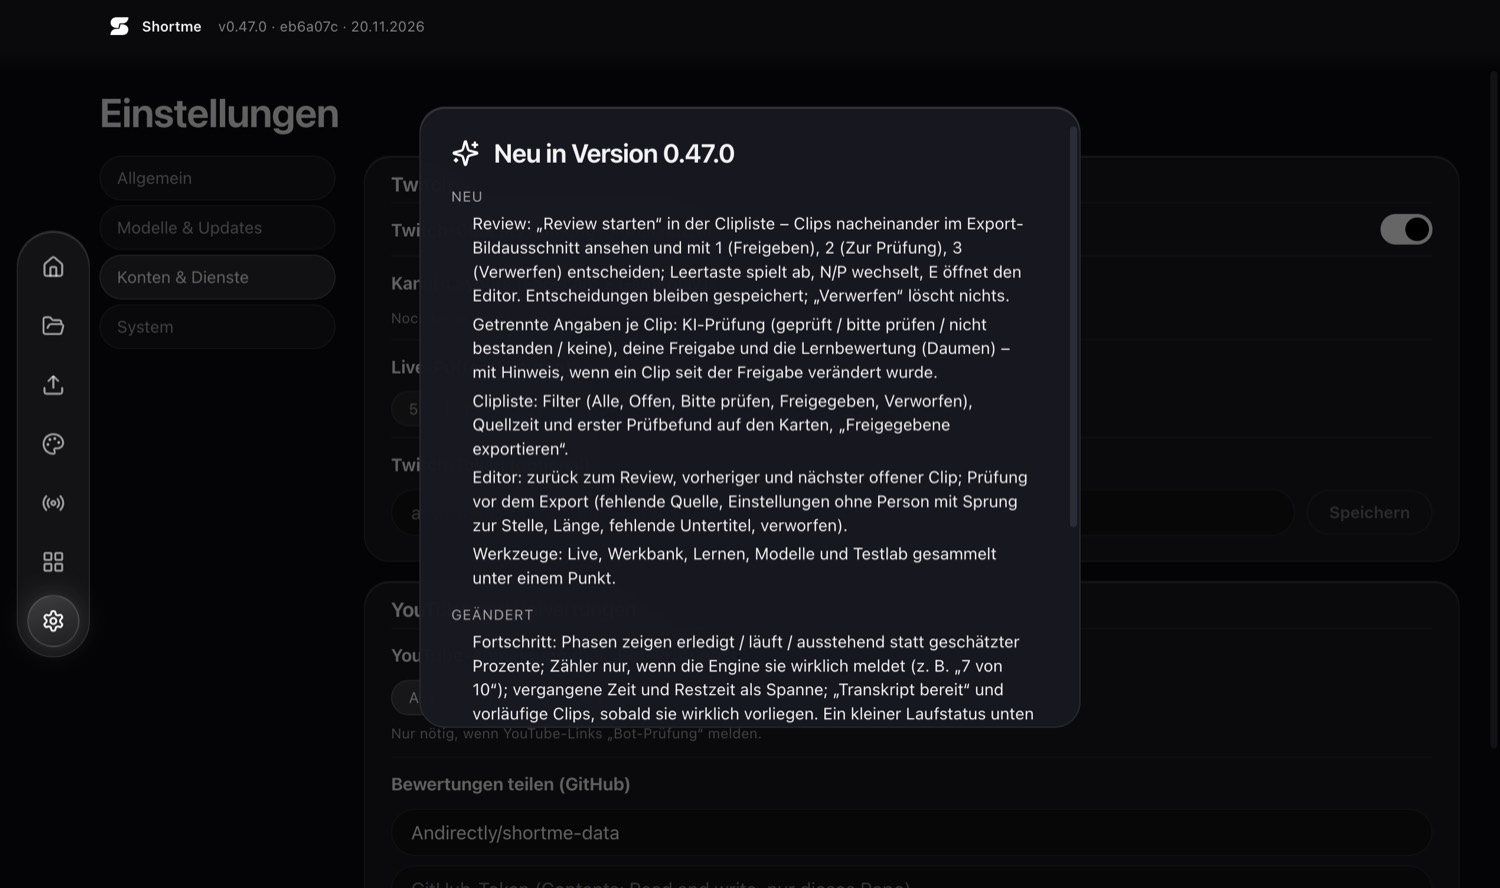 Shortme v0.47.0 · eb6a07c · 20.11.2026
Einstellungen
Allgemein
Modelle & Updates
Konten & Dienste
System
Neu in Version 0.47.0
NEU
Review: „Review starten“ in der Clipliste – Clips nacheinander im Export-
Bildausschnitt ansehen und mit 1 (Freigeben), 2 (Zur Prüfung), 3
(Verwerfen) entscheiden; Leertaste spielt ab, N/P wechselt, E öffnet den
Editor. Entscheidungen bleiben gespeichert; „Verwerfen“ löscht nichts.
Getrennte Angaben je Clip: KI-Prüfung (geprüft / bitte prüfen / nicht
bestanden / keine), deine Freigabe und die Lernbewertung (Daumen) –
mit Hinweis, wenn ein Clip seit der Freigabe verändert wurde.
Clipliste: Filter (Alle, Offen, Bitte prüfen, Freigegeben, Verworfen),
Quellzeit und erster Prüfbefund auf den Karten, „Freigegebene
exportieren“.
Editor: zurück zum Review, vorheriger und nächster offener Clip; Prüfung
vor dem Export (fehlende Quelle, Einstellungen ohne Person mit Sprung
zur Stelle, Länge, fehlende Untertitel, verworfen).
Werkzeuge: Live, Werkbank, Lernen, Modelle und Testlab gesammelt
unter einem Punkt.
GEÄNDERT
Fortschritt: Phasen zeigen erledigt / läuft / ausstehend statt geschätzter
Prozente; Zähler nur, wenn die Engine sie wirklich meldet (z. B. „7 von
10“); vergangene Zeit und Restzeit als Spanne; „Transkript bereit“ und
vorläufige Clips, sobald sie wirklich vorliegen. Ein kleiner Laufstatus unten
Speichern
Nur nötig, wenn YouTube-Links „Bot-Prüfung“ melden.
Bewertungen teilen (GitHub)
Andirectly/shortme-data